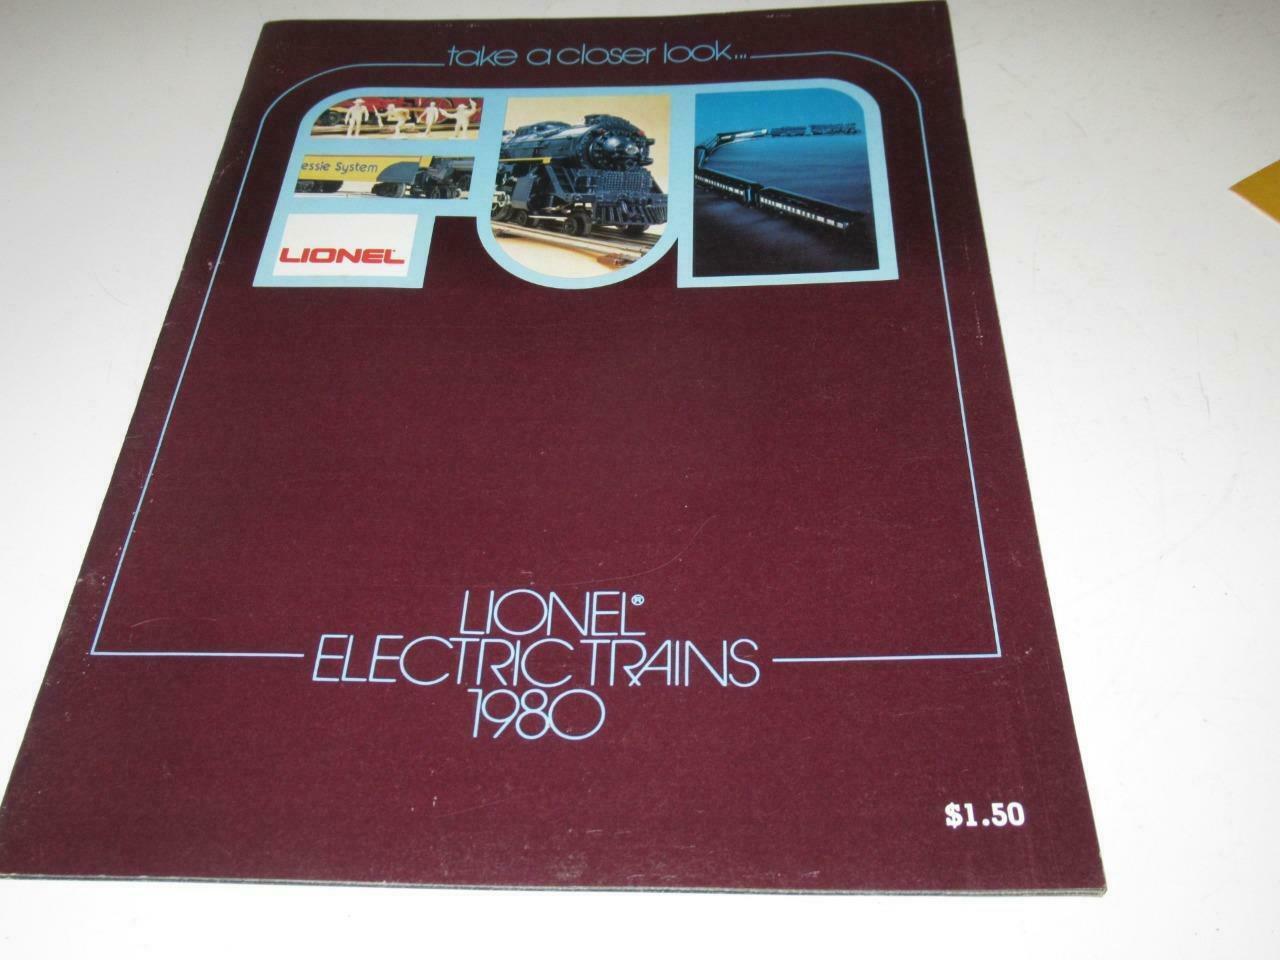 take a closer look...
essie System
LIONEL
LIONEL®
ELECTRIC TRAINS
1980
$1.50